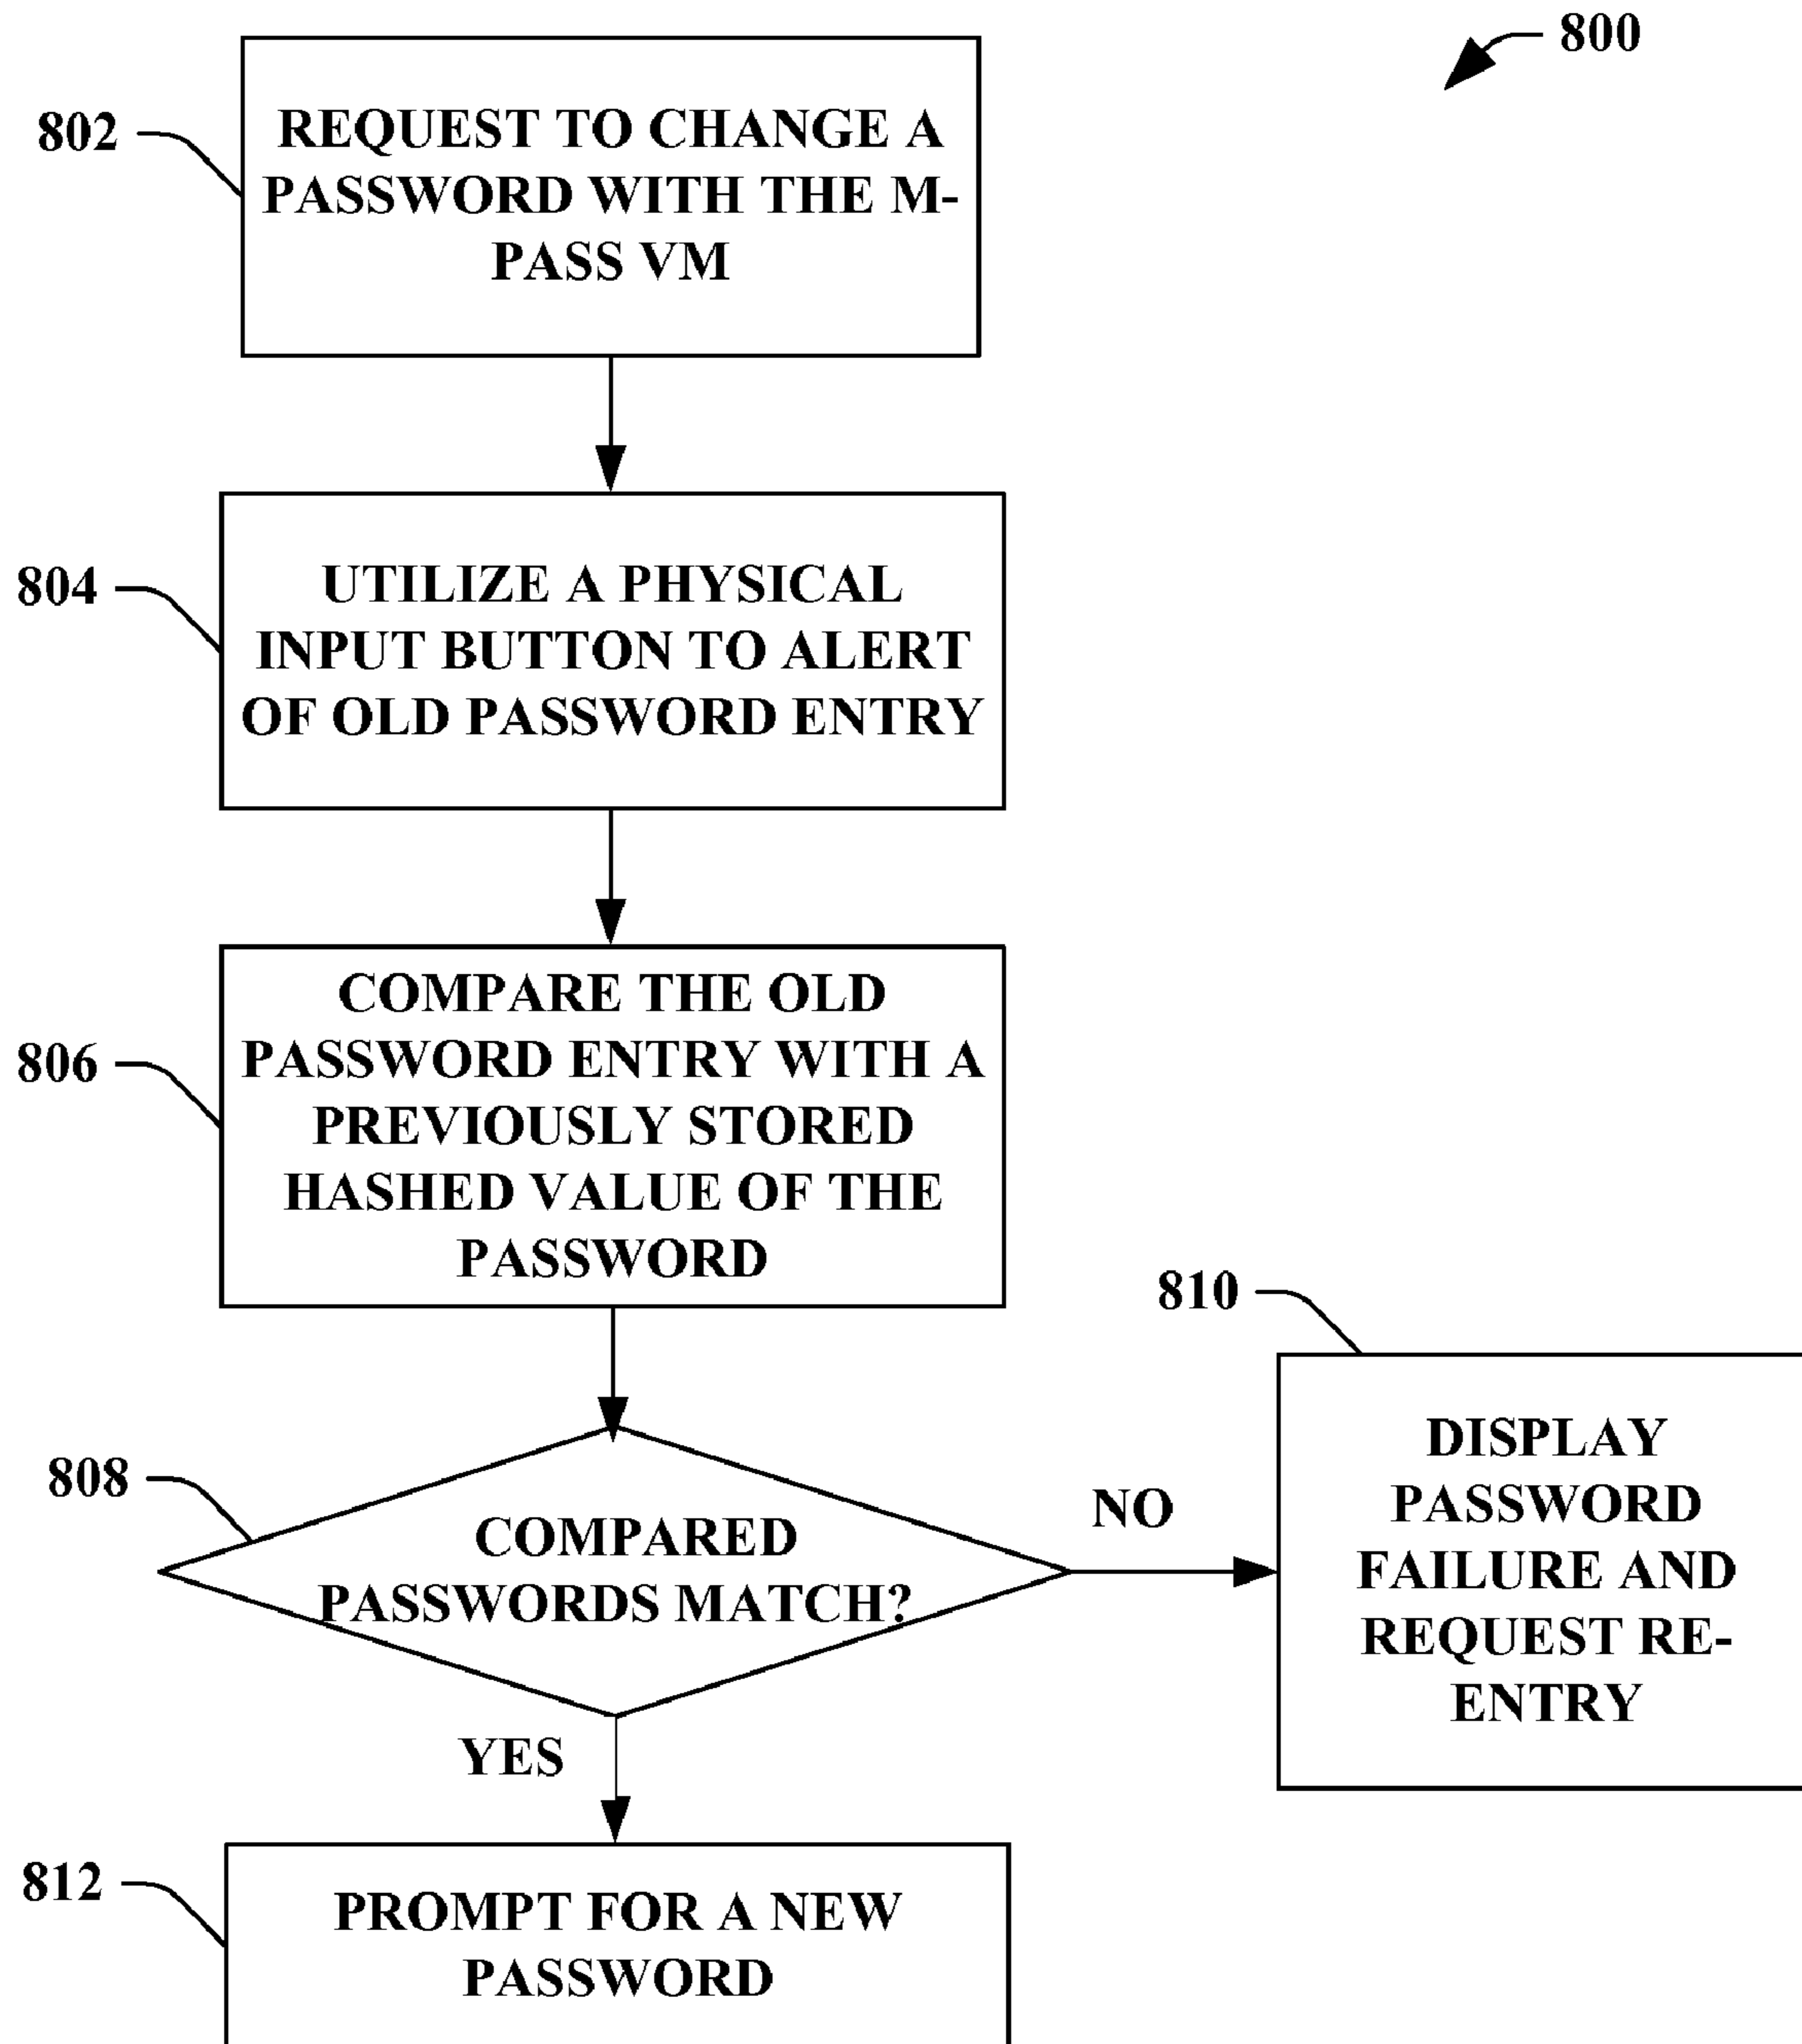 800
802
REQUEST TO CHANGE A
PASSWORD WITH THE M-
PASS VM
804
UTILIZE A PHYSICAL
INPUT BUTTON TO ALERT
OF OLD PASSWORD ENTRY
806
COMPARE THE OLD
PASSWORD ENTRY WITH A
PREVIOUSLY STORED
HASHED VALUE OF THE
PASSWORD
808
COMPARED
PASSWORDS MATCH?
NO
810
DISPLAY
PASSWORD
FAILURE AND
REQUEST RE-
ENTRY
YES
812
PROMPT FOR A NEW
PASSWORD